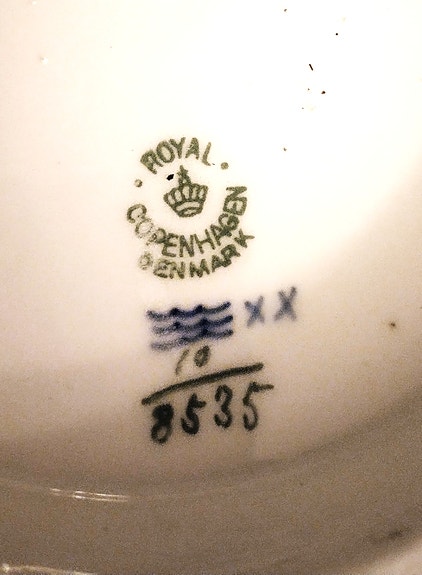 ROYAL
COPENHAGEN
DENMARK
XX
10
8535